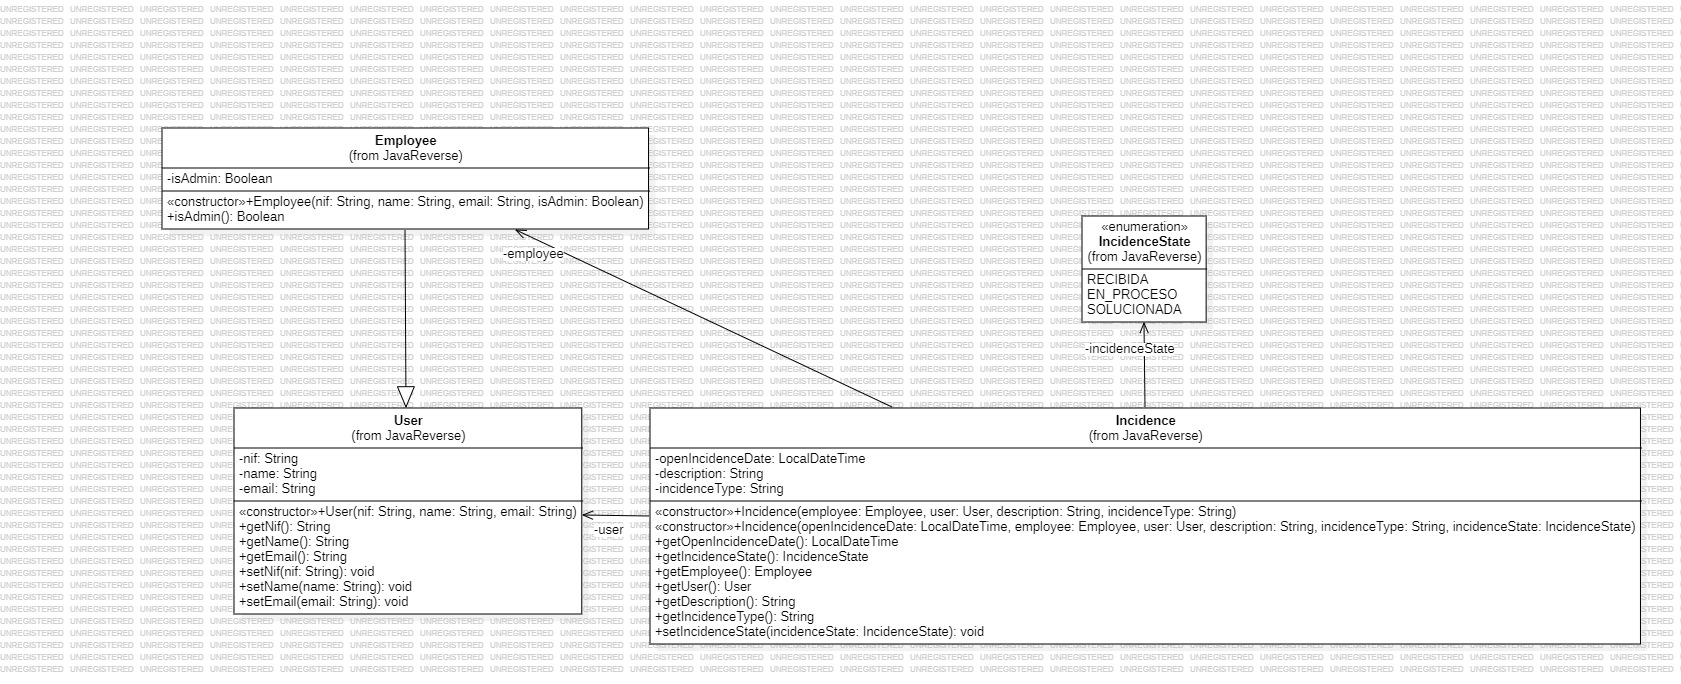 Employee
(from JavaReverse)
-isAdmin: Boolean
«constructor»+Employee(nif: String, name: String, email: String, isAdmin: Boolean)
+isAdmin(): Boolean
-employee
«enumeration»
IncidenceState
(from JavaReverse)
RECIBIDA
EN_PROCESO
SOLUCIONADA
-incidenceState
User
(from JavaReverse)
-nif: String
-name: String
-email: String
«constructor»+User(nif: String, name: String, email: String)
+getNif(): String
+getName(): String
+getEmail(): String
+setNif(nif: String): void
+setName(name: String): void
+setEmail(email: String): void
-user
Incidence
(from JavaReverse)
-openIncidenceDate: LocalDateTime
-description: String
-incidenceType: String
«constructor»+Incidence(employee: Employee, user: User, description: String, incidenceType: String)
«constructor»+Incidence(openIncidenceDate: LocalDateTime, employee: Employee, user: User, description: String, incidenceType: String, incidenceState: IncidenceState)
+getOpenIncidenceDate(): LocalDateTime
+getIncidenceState(): IncidenceState
+getEmployee(): Employee
+getUser(): User
+getDescription(): String
+getIncidenceType(): String
+setIncidenceState(incidenceState: IncidenceState): void
UNREGISTERED